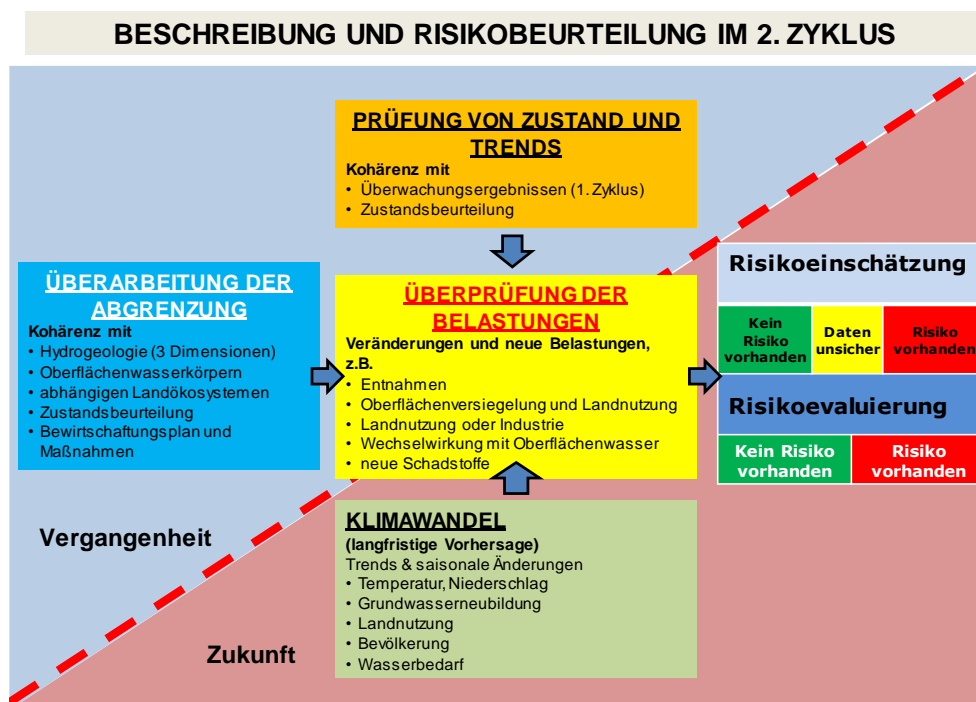 BESCHREIBUNG UND RISIKOBEURTEILUNG IM 2. ZYKLUS
PRÜFUNG VON ZUSTAND UND
TRENDS
Kohärenz mit
• Überwachungsergebnissen (1. Zyklus)
• Zustandsbeurteilung
ÜBERARBEITUNG DER
ABGRENZUNG
Kohärenz mit
• Hydrogeologie (3 Dimensionen)
• Oberflächenwasserkörpern
• abhängigen Landökosystemen
• Zustandsbeurteilung
• Bewirtschaftungsplan und
Maßnahmen
ÜBERPRÜFUNG DER
BELASTUNGEN
Veränderungen und neue Belastungen,
z.B.
• Entnahmen
• Oberflächenversiegelung und Landnutzung
• Landnutzung oder Industrie
• Wechselwirkung mit Oberflächenwasser
• neue Schadstoffe
Risikoeinschätzung
Kein
Risiko
vorhanden
Daten
unsicher
Risiko
vorhanden
Risikoevaluierung
Kein Risiko
vorhanden
Risiko
vorhanden
Vergangenheit
Zukunft
KLIMAWANDEL
(langfristige Vorhersage)
Trends & saisonale Änderungen
• Temperatur, Niederschlag
• Grundwasserneubildung
• Landnutzung
• Bevölkerung
• Wasserbedarf